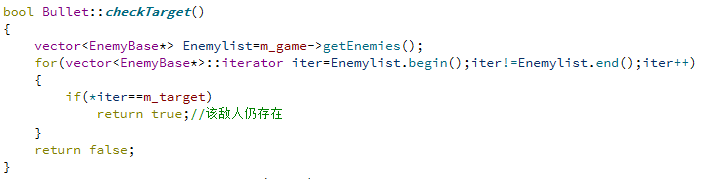 bool Bullet::checkTarget()
{
    vector<EnemyBase*> Enemylist=m_game->getEnemies();
    for(vector<EnemyBase*>::iterator iter=Enemylist.begin();iter!=Enemylist.end();iter++)
    {
        if(*iter==m_target)
            return true;//该敌人仍存在
    }
    return false;
}